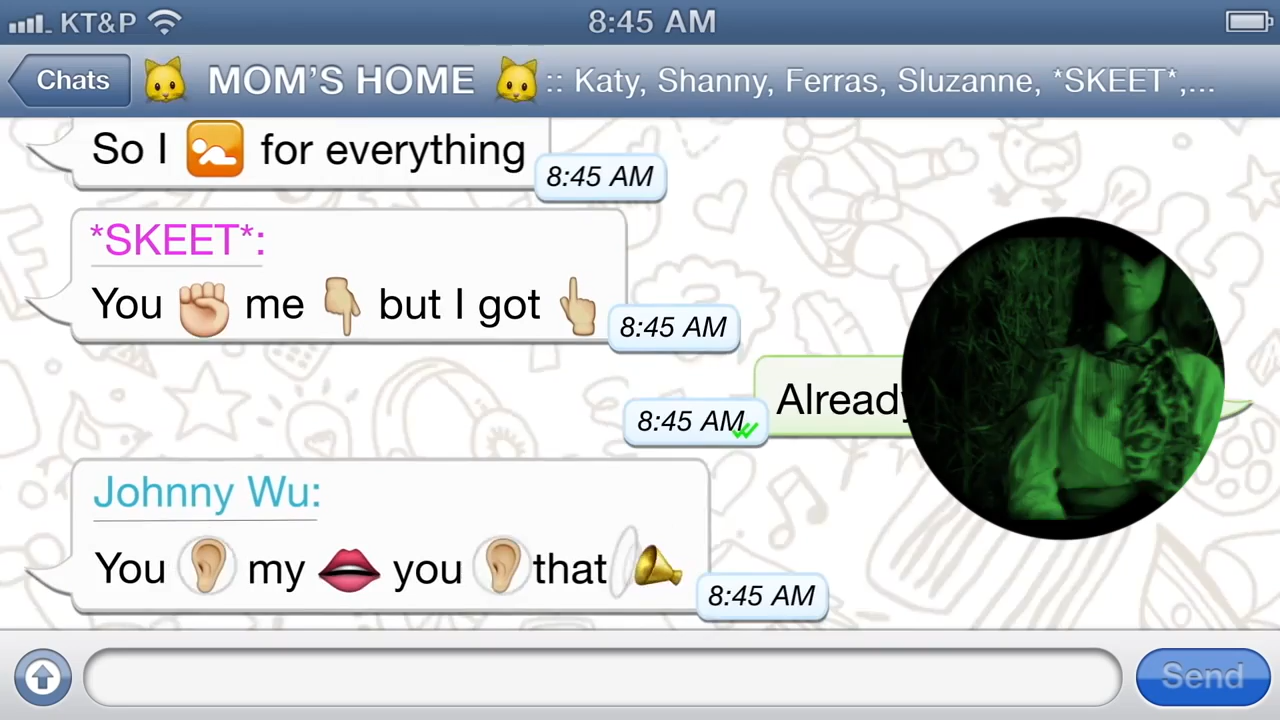 KT&P 8:45 AM
Chats MOM'S HOME :: Katy, Shanny, Ferras, Sluzanne, *SKEET*,...
So I for everything
8:45 AM
*SKEET*:
You me but I got
8:45 AM
Already
8:45 AM
Johnny Wu:
You my you that
8:45 AM
Send